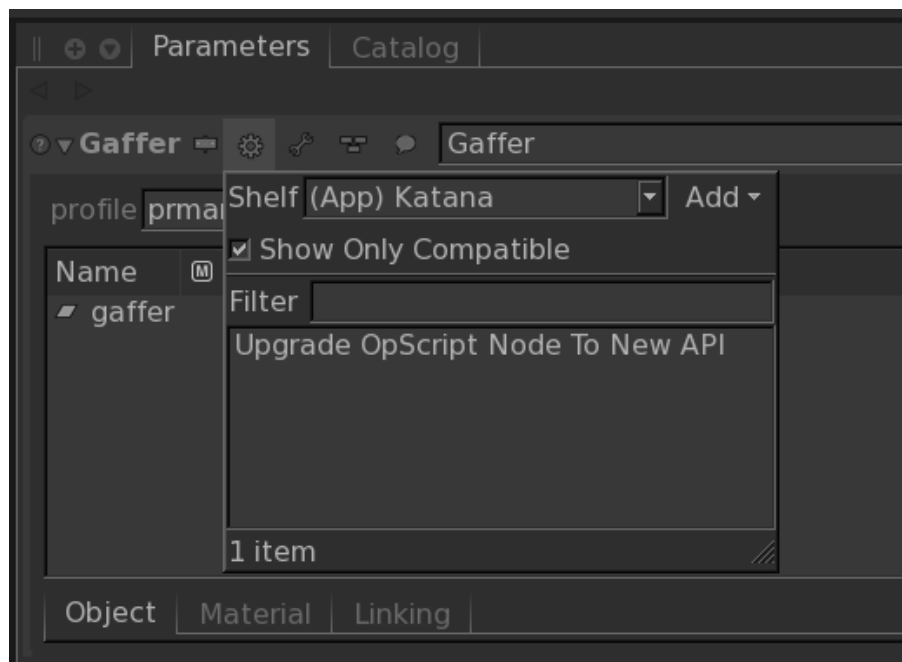 Parameters Catalog
Gaffer Gaffer
profile prma
Shelf (App) Katana Add
Show Only Compatible
Name M
gaffer
Filter
Upgrade OpScript Node To New API
1 item
Object Material Linking